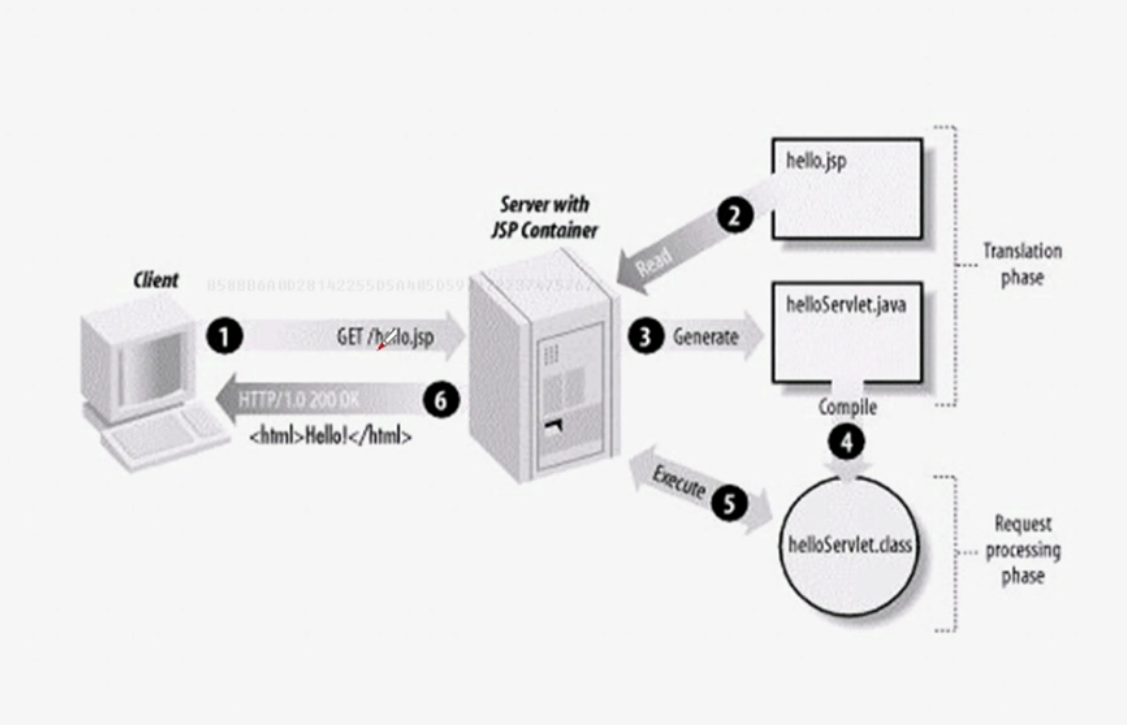 hello.jsp
Server with
JSP Container
2
Read
Translation
phase
Client
helloServlet.java
1
GET /hello.jsp
3
Generate
HTTP/1.0 200 OK
6
<html>Hello!</html>
Compile
4
Execute
5
Request
processing
phase
helloServlet.class